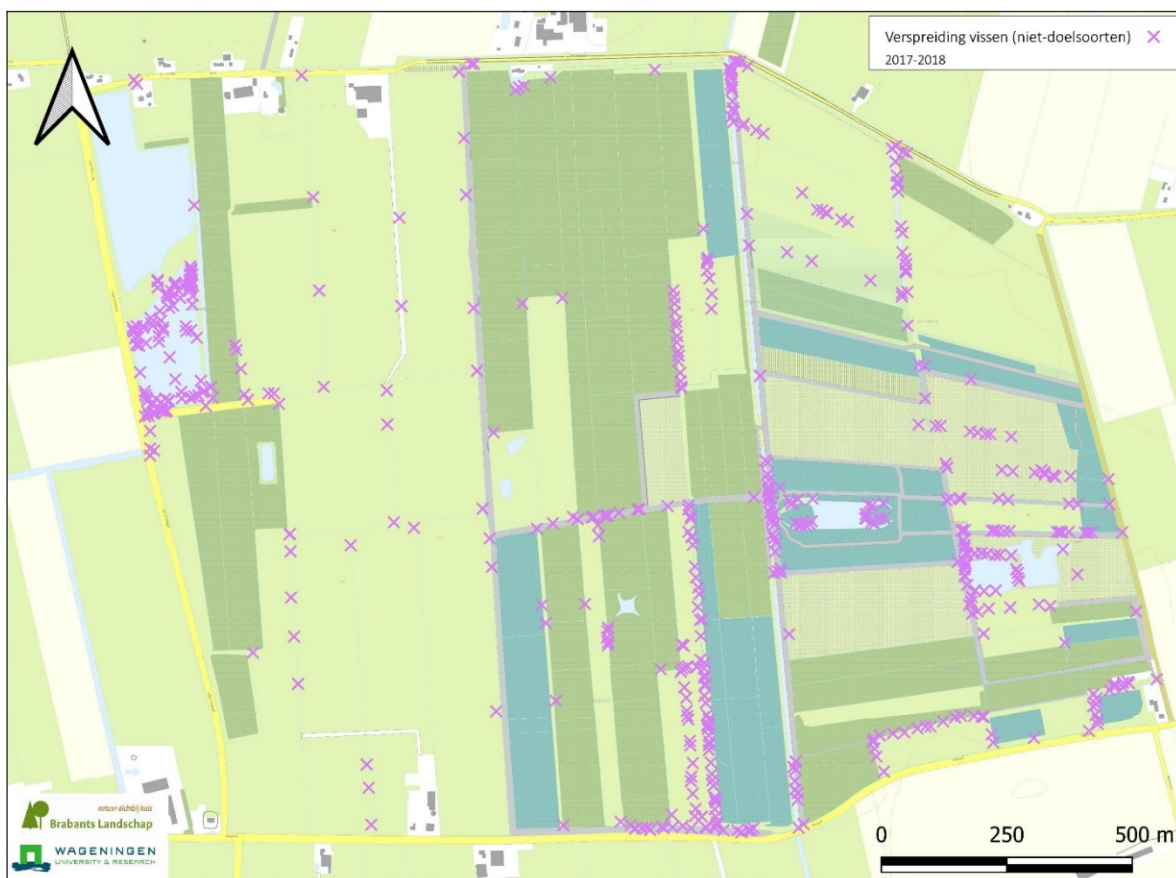 Verspreiding vissen (niet-doelsoorten)
2017-2018
natuur dichtbij huis
Brabants Landschap
WAGENINGEN
UNIVERSITY & RESEARCH
0 250 500 m